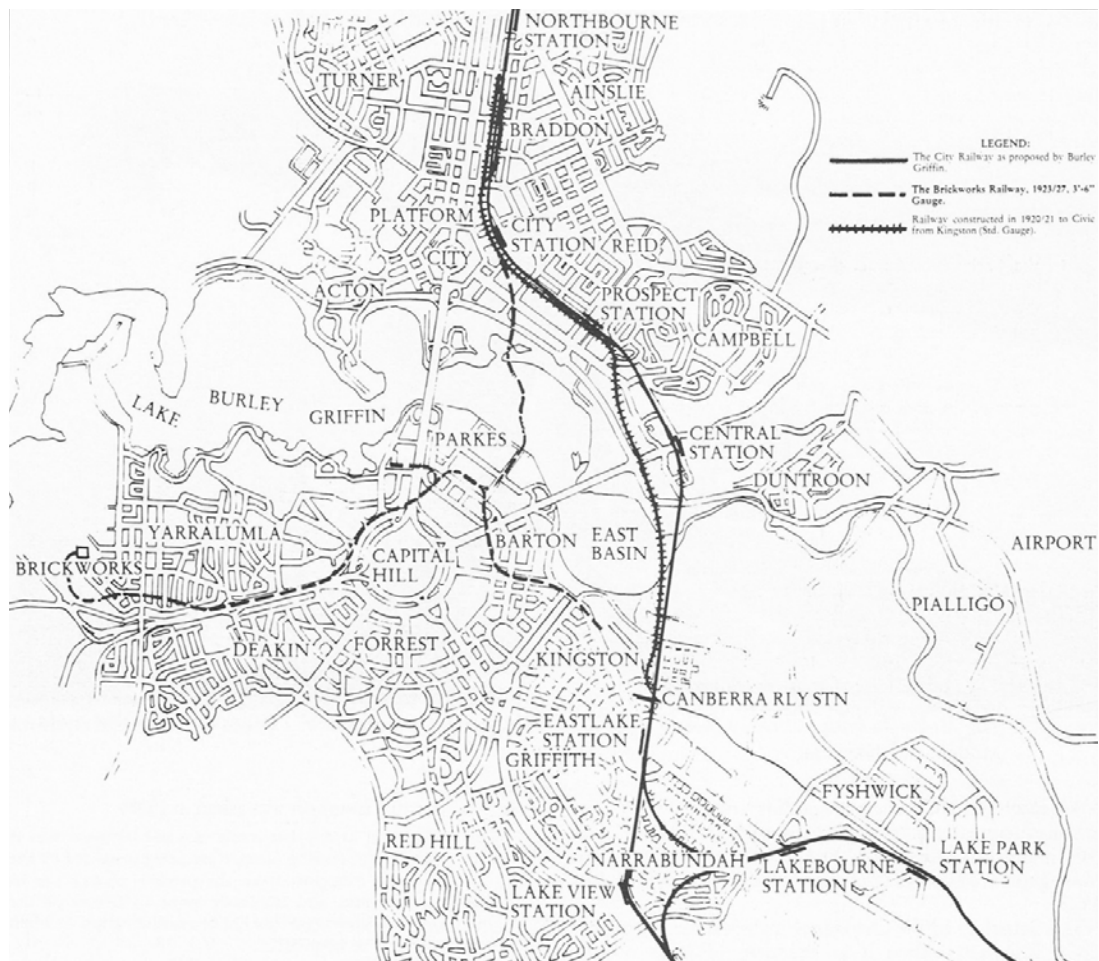 NORTHBOURNE
STATION
TURNER
AINSLIE
BRADDON
LEGEND:
The City Railway as proposed by Burley
Griffin.
The Brickworks Railway, 1923/27, 3'-6"
Gauge.
Railway constructed in 1920/21 to Civic
from Kingston (Std. Gauge).
PLATFORM
CITY
STATION
REID
CITY
ACTON
PROSPECT
STATION
CAMPBELL
LAKE BURLEY GRIFFIN
PARKES
CENTRAL
STATION
DUNTROON
YARRALUMLA
BARTON
EAST
BASIN
AIRPORT
BRICKWORKS
CAPITAL
HILL
PIALLIGO
DEAKIN
FORREST
KINGSTON
CANBERRA RLY STN
EASTLAKE
STATION
GRIFFITH
FYSHWICK
RED HILL
NARRABUNDAH
LAKEBOURNE
STATION
LAKE PARK
STATION
LAKE VIEW
STATION